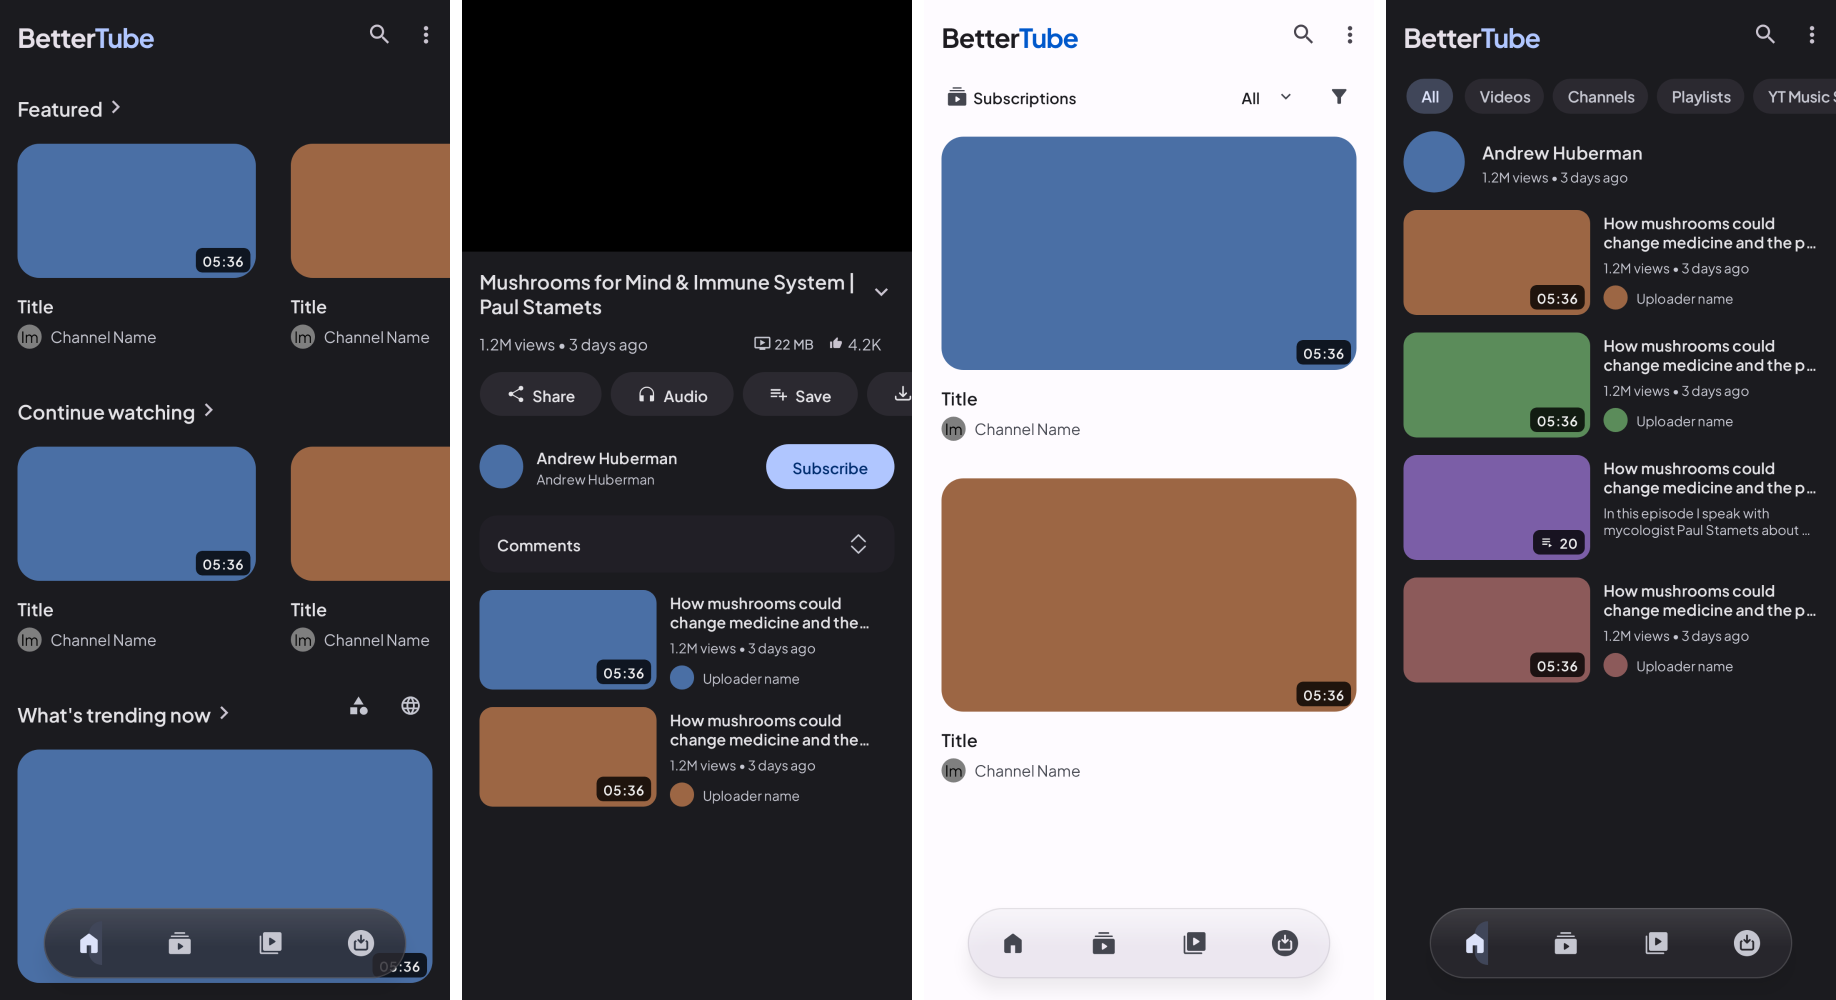 BetterTube
Featured
05:36
Title
Title
Im Channel Name
Im Channel Name
Continue watching
05:36
Title
Title
Im Channel Name
Im Channel Name
What's trending now
05:36
Mushrooms for Mind & Immune System |
Paul Stamets
1.2M views • 3 days ago
22 MB
4.2K
Share
Audio
Save
Andrew Huberman
Andrew Huberman
Subscribe
Comments
How mushrooms could
change medicine and the...
1.2M views • 3 days ago
05:36
Uploader name
How mushrooms could
change medicine and the...
1.2M views • 3 days ago
05:36
Uploader name
BetterTube
Subscriptions
All
05:36
Title
Im Channel Name
05:36
Title
Im Channel Name
BetterTube
All
Videos
Channels
Playlists
YT Music
Andrew Huberman
1.2M views • 3 days ago
How mushrooms could
change medicine and the p...
1.2M views • 3 days ago
05:36
Uploader name
How mushrooms could
change medicine and the p...
1.2M views • 3 days ago
05:36
Uploader name
How mushrooms could
change medicine and the p...
In this episode I speak with
mycologist Paul Stamets about ...
20
How mushrooms could
change medicine and the p...
1.2M views • 3 days ago
05:36
Uploader name